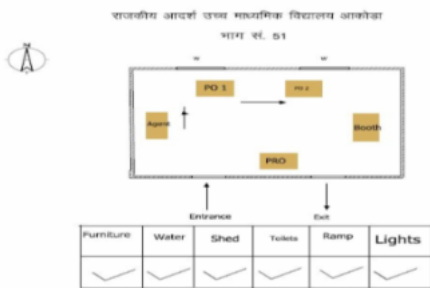 राजकीय आदर्श उच्च माध्यमिक विद्यालय आकोडा
भाग सं. 51
N
W W
PO 1 PO 2
Agent
Booth
PRO
Entrance Exit
Furniture Water Shed Toilets Ramp Lights